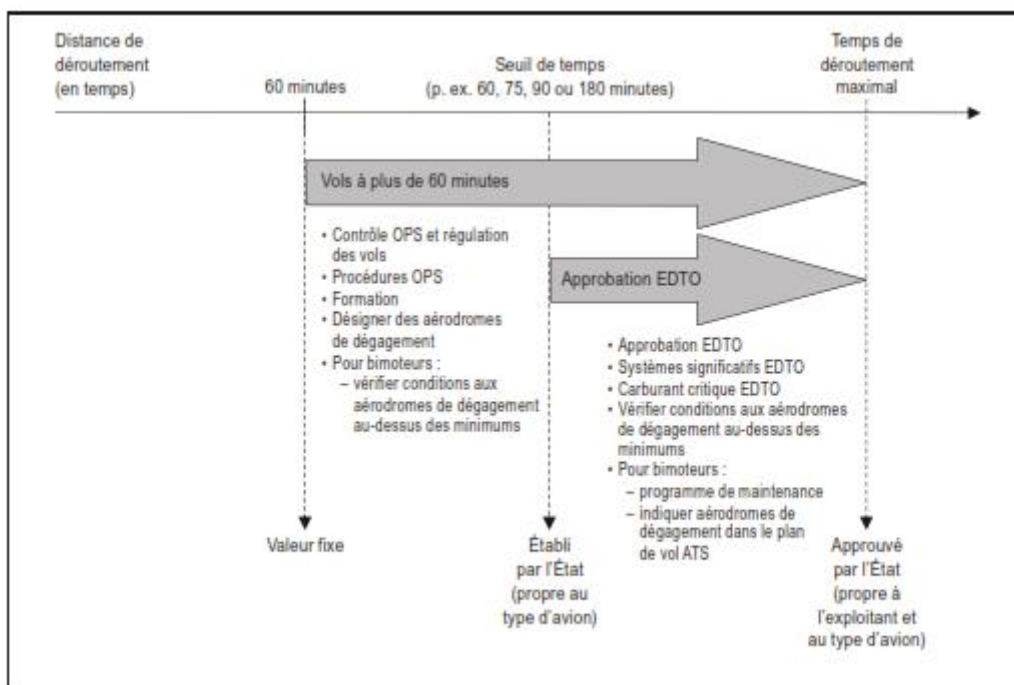 Distance de
déroutement
(en temps)
60 minutes
Seuil de temps
(p. ex. 60, 75, 90 ou 180 minutes)
Temps de
déroutement
maximal
Vols à plus de 60 minutes
• Contrôle OPS et régulation
des vols
• Procédures OPS
• Formation
• Désigner des aérodromes
de dégagement
• Pour bimoteurs :
– vérifier conditions aux
aérodromes de dégagement
au-dessus des minimums
Approbation EDTO
• Approbation EDTO
• Systèmes significatifs EDTO
• Carburant critique EDTO
• Vérifier conditions aux aérodromes
de dégagement au-dessus des
minimums
• Pour bimoteurs :
– programme de maintenance
– indiquer aérodromes de
dégagement dans le plan
de vol ATS
Valeur fixe
Établi
par l'État
(propre au
type d'avion)
Approuvé
par l'État
(propre à
l'exploitant et
au type d'avion)